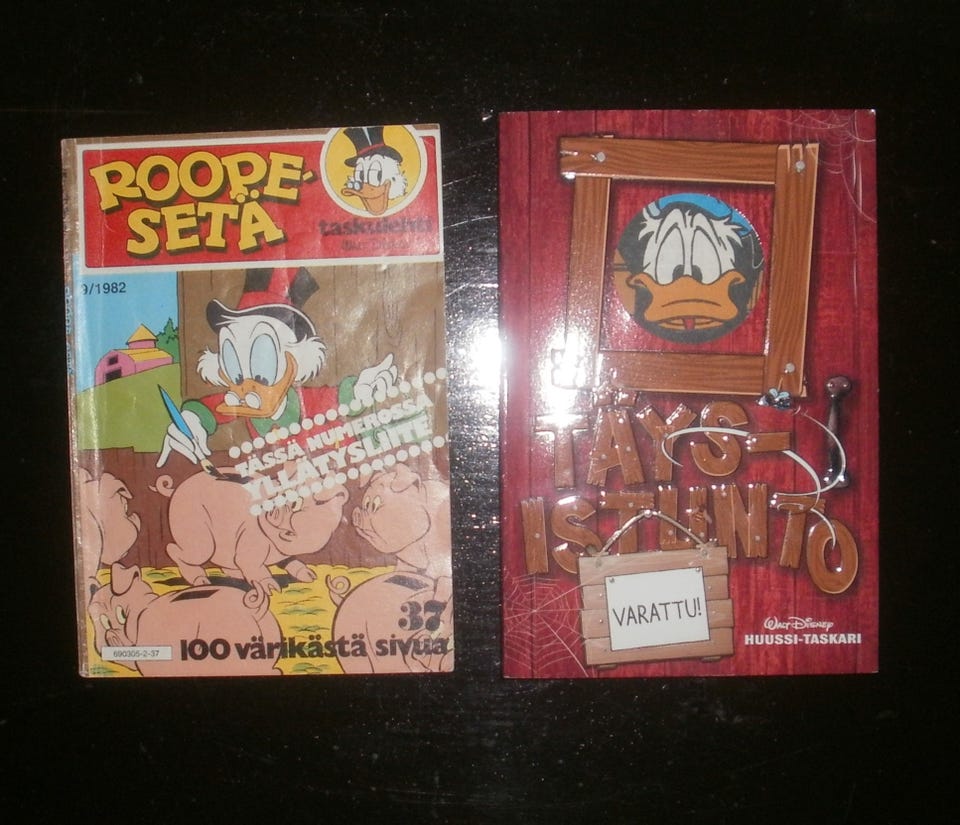 ROOPE-
SETÄ
taskulehti
9/1982
TÄSSÄ NUMEROSSA
YLLÄTYSLIITE
37
100 värikästä sivua
690305-2-37
TÄYS-
ISTUNTO
VARATTU!
WALT DISNEY
HUUSSI-TASKARI